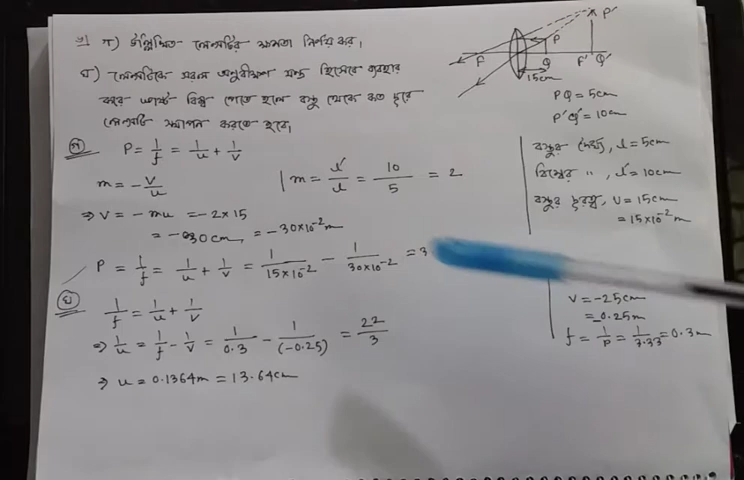 ৩। গ) উল্লিখিত লেন্সটির ক্ষমতা নির্ণয় কর।
ঘ) লেন্সটিকে সরল অনুবীক্ষণ যন্ত্র হিসেবে ব্যবহার
করে স্পষ্ট বিম্ব পেতে হলে বস্তু থেকে কত দূরে
লেন্সটি স্থাপন করতে হবে।
P'
P
F Q F' Q'
15cm
PQ = 5cm
P'Q' = 10cm
গ P = 1/f = 1/u + 1/v
m = - v/u
m = l'/l = 10/5 = 2
⇒ v = - mu = -2×15
= -30cm, = -30×10⁻² m
P = 1/f = 1/u + 1/v = 1/(15×10⁻²) - 1/(30×10⁻²) = 3
বস্তুর দৈর্ঘ্য, l = 5cm
বিম্বের ", l' = 10cm
বস্তুর দূরত্ব, u = 15cm
= 15×10⁻² m
ঘ 1/f = 1/u + 1/v
⇒ 1/u = 1/f - 1/v = 1/0.3 - 1/(-0.25) = 22/3
⇒ u = 0.1364m = 13.64cm
v = -25cm
= -0.25m
f = 1/P = 1/3.33 = 0.3m